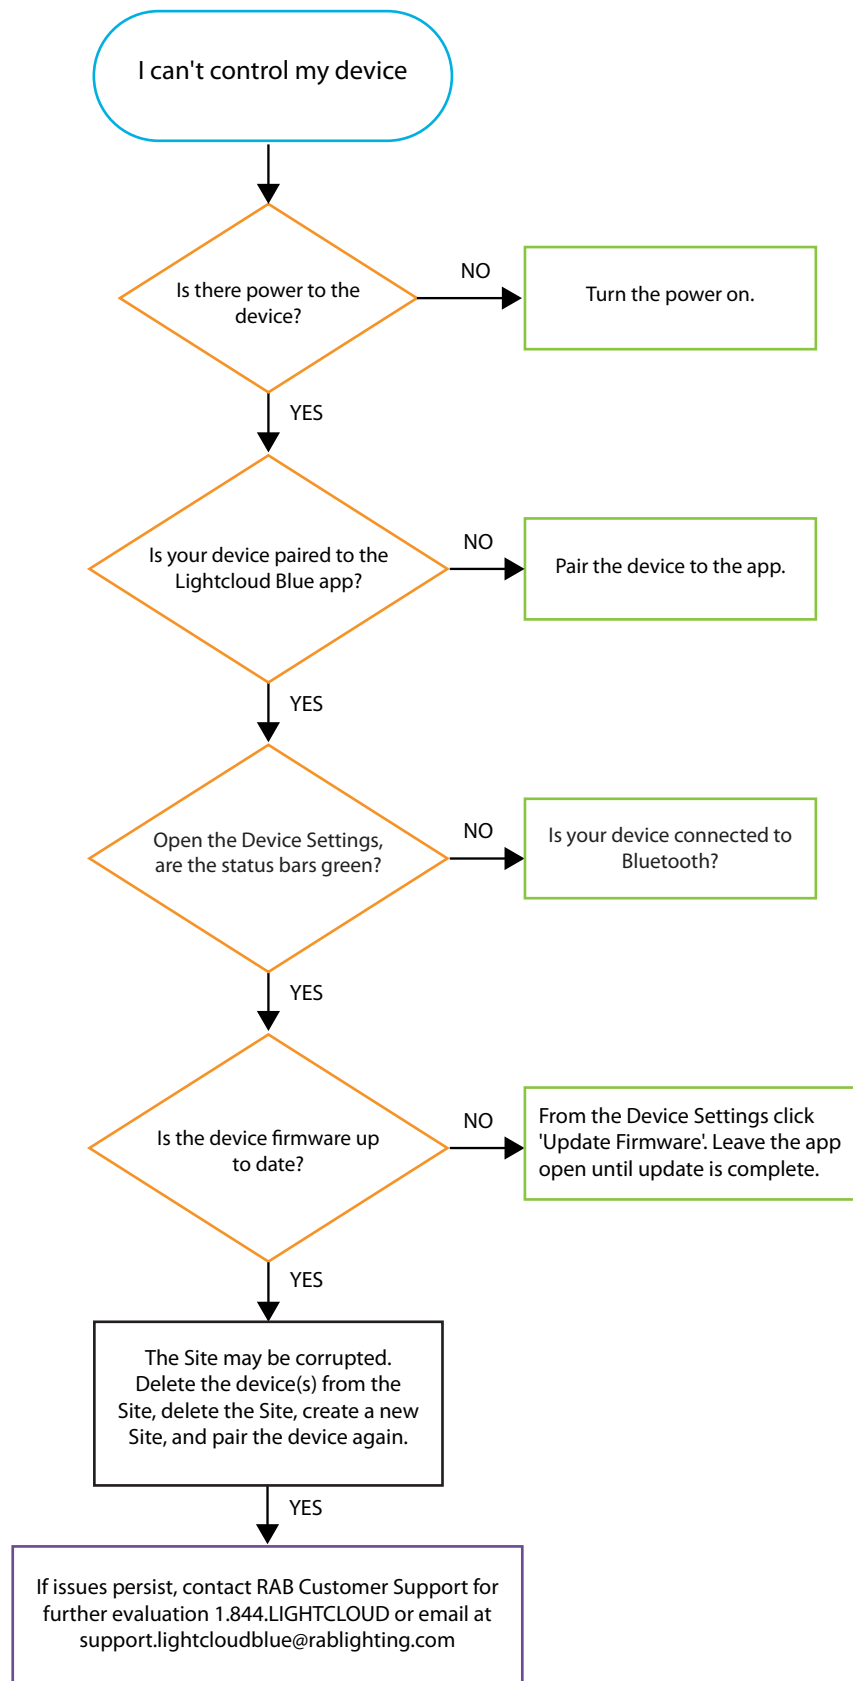 I can't control my device
Is there power to the
device?
NO
Turn the power on.
YES
Is your device paired to the
Lightcloud Blue app?
NO
Pair the device to the app.
YES
Open the Device Settings,
are the status bars green?
NO
Is your device connected to
Bluetooth?
YES
Is the device firmware up
to date?
NO
From the Device Settings click
'Update Firmware'. Leave the app
open until update is complete.
YES
The Site may be corrupted.
Delete the device(s) from the
Site, delete the Site, create a new
Site, and pair the device again.
YES
If issues persist, contact RAB Customer Support for
further evaluation 1.844.LIGHTCLOUD or email at
support.lightcloudblue@rablighting.com